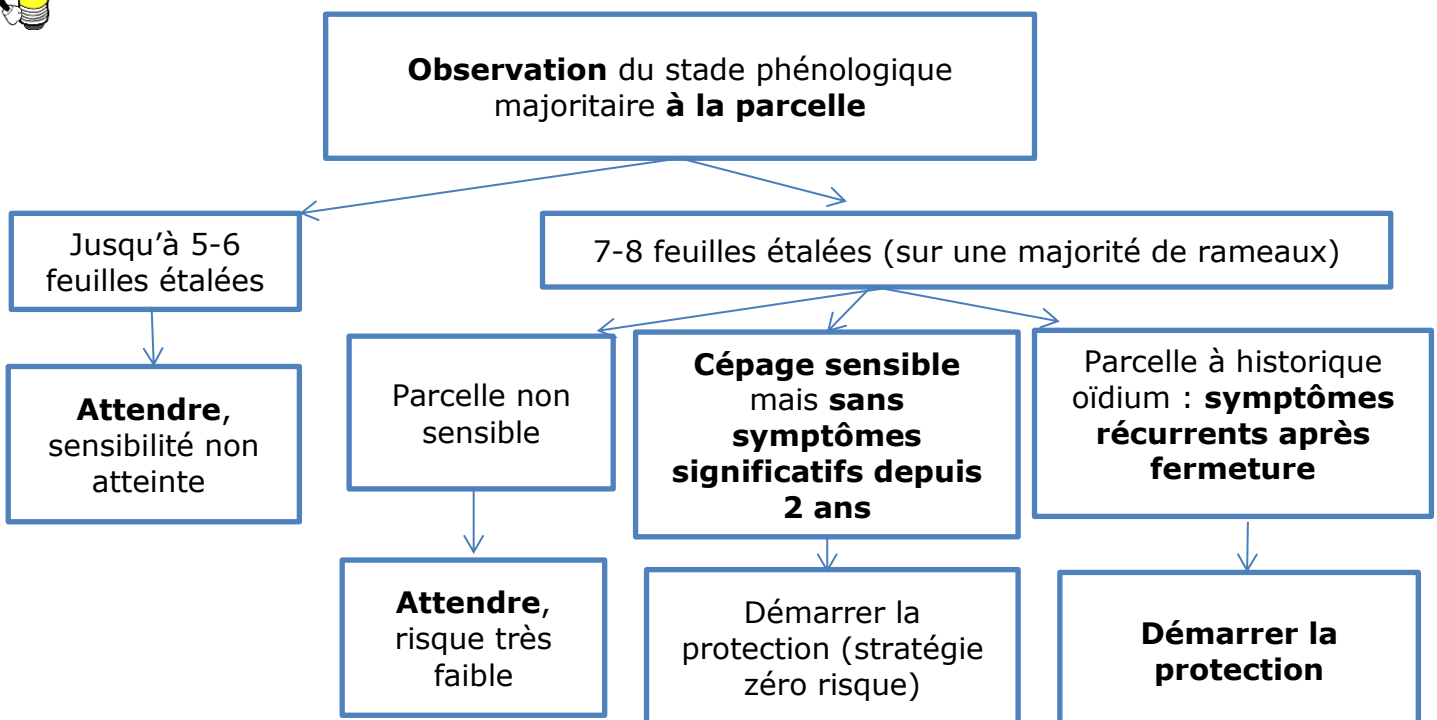 Observation du stade phénologique
majoritaire à la parcelle
Jusqu’à 5-6
feuilles étalées
7-8 feuilles étalées (sur une majorité de rameaux)
Attendre,
sensibilité non
atteinte
Parcelle non
sensible
Cépage sensible
mais sans
symptômes
significatifs depuis
2 ans
Parcelle à historique
oïdium : symptômes
récurrents après
fermeture
Attendre,
risque très
faible
Démarrer la
protection (stratégie
zéro risque)
Démarrer la
protection